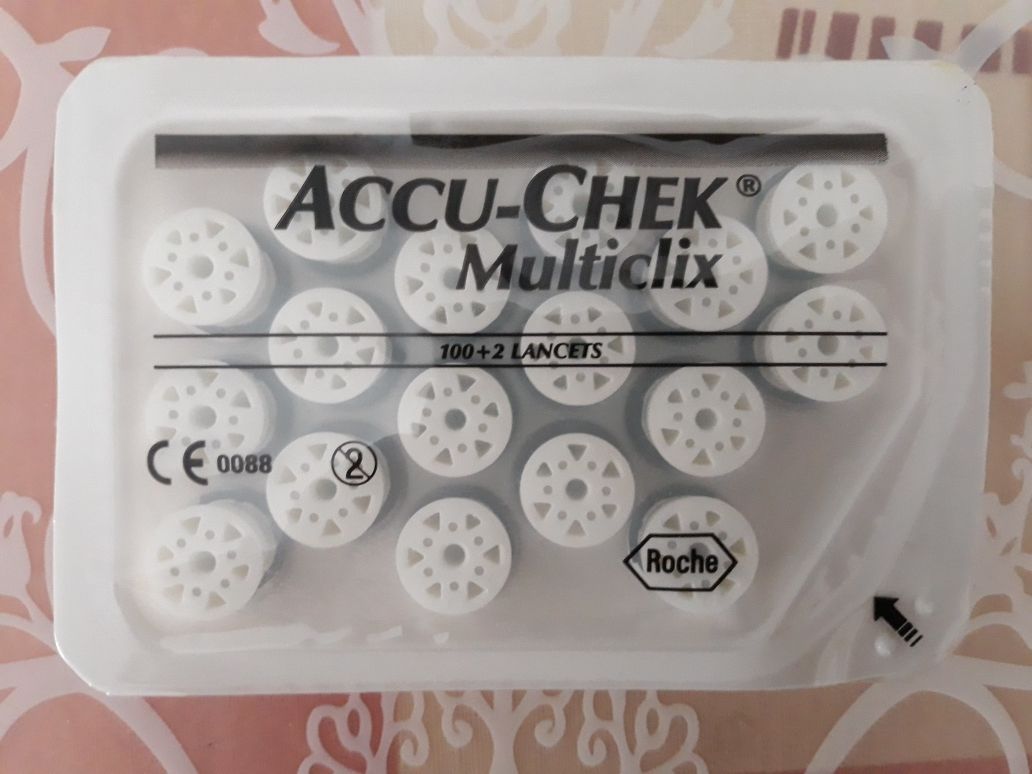 ACCU-CHEK®
Multiclix
100+2 LANCETS
CE 0088
2
Roche